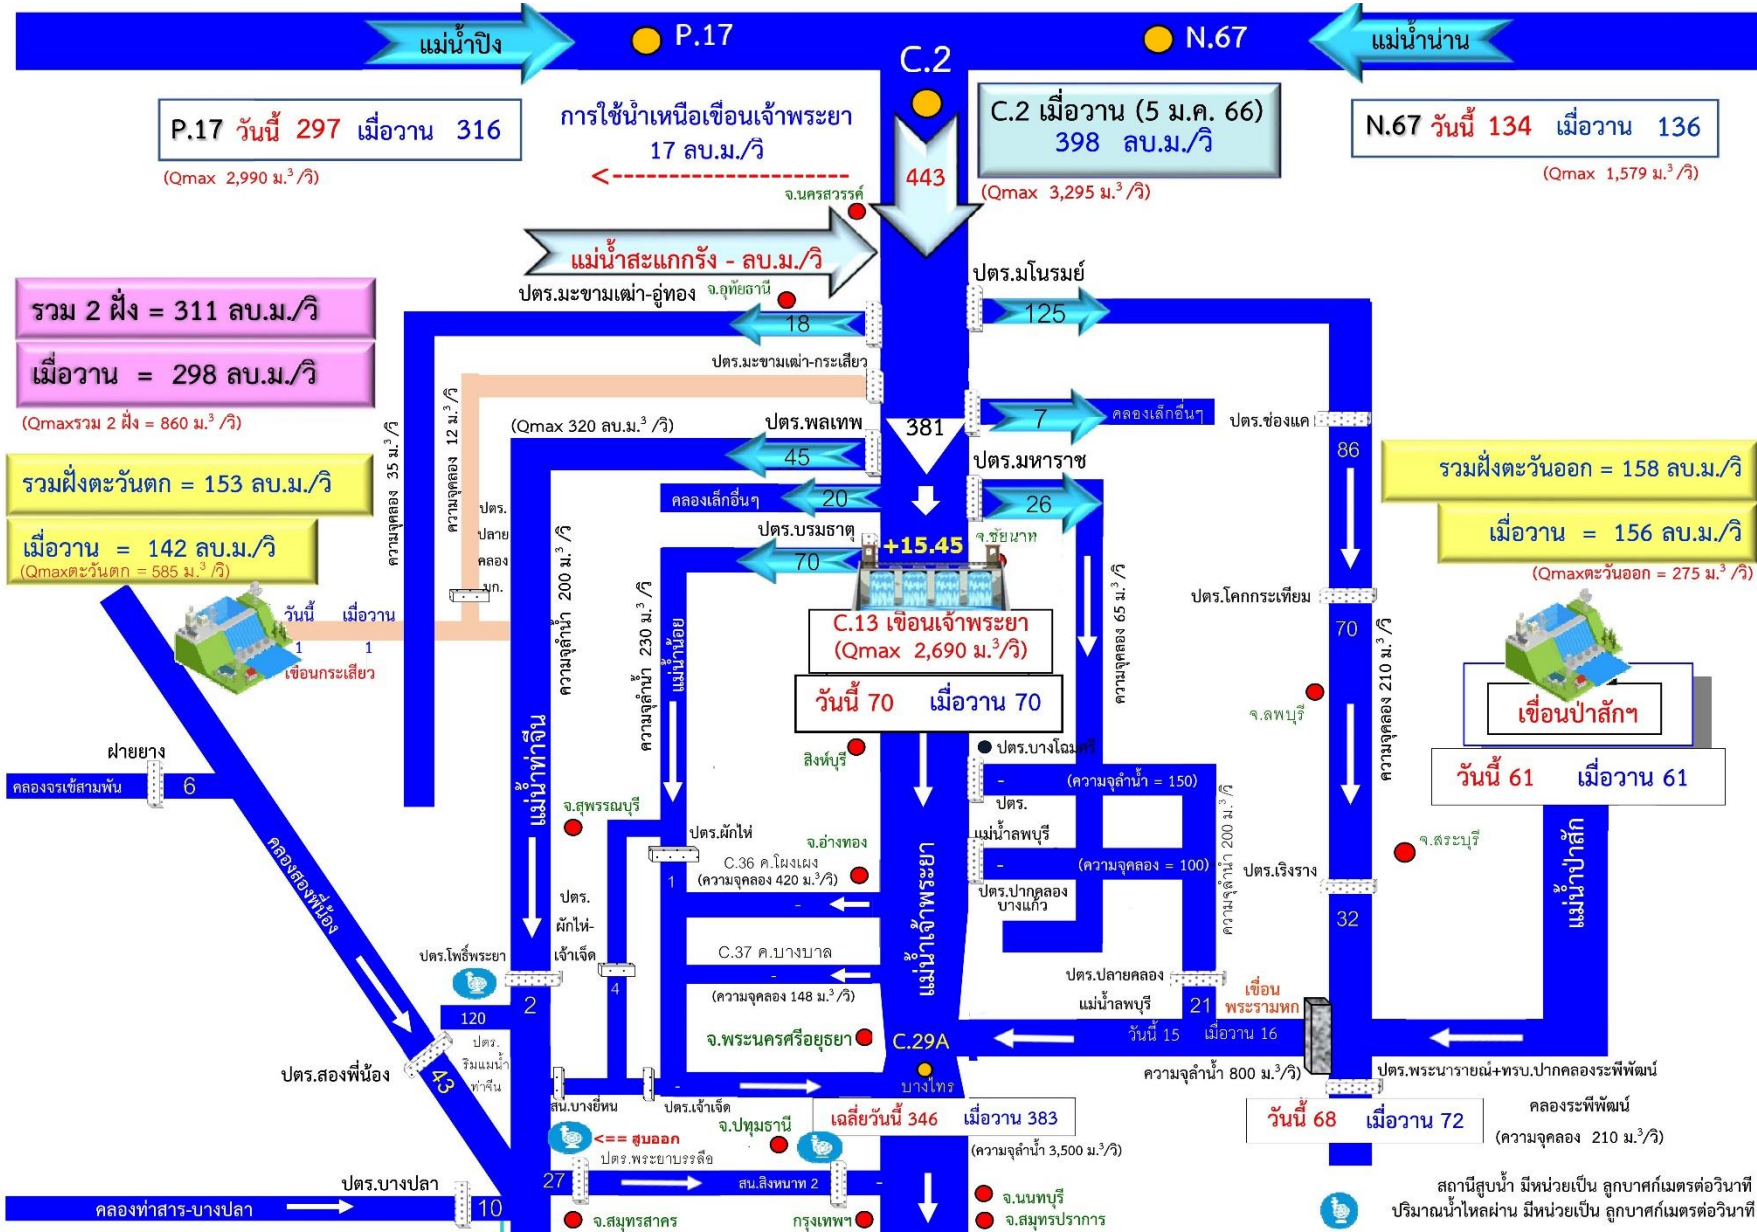 แม่น้ำปิง
P.17
C.2
N.67
แม่น้ำน่าน
P.17 วันนี้ 297 เมื่อวาน 316
(Qmax 2,990 ม.³/วิ)
การใช้น้ำเหนือเขื่อนเจ้าพระยา
17 ลบ.ม./วิ
C.2 เมื่อวาน (5 ม.ค. 66)
398 ลบ.ม./วิ
(Qmax 3,295 ม.³/วิ)
N.67 วันนี้ 134 เมื่อวาน 136
(Qmax 1,579 ม.³/วิ)
443
จ.นครสวรรค์
แม่น้ำสะแกกรัง - ลบ.ม./วิ
รวม 2 ฝั่ง = 311 ลบ.ม./วิ
เมื่อวาน = 298 ลบ.ม./วิ
(Qmaxรวม 2 ฝั่ง = 860 ม.³/วิ)
ปตร.มะขามเฒ่า-อู่ทอง
จ.อุทัยธานี
18
ปตร.มโนรมย์
125
ปตร.มะขามเฒ่า-กระเสียว
(Qmax 320 ลบ.ม.³/วิ)
ปตร.พลเทพ
45
381
7
คลองเล็กอื่นๆ
ปตร.ช่องแค
86
รวมฝั่งตะวันตก = 153 ลบ.ม./วิ
เมื่อวาน = 142 ลบ.ม./วิ
(Qmaxตะวันตก = 585 ม.³/วิ)
ความจุคลอง 35 ม.³/วิ
ความจุคลอง 12 ม.³/วิ
ปตร.
ปลาย
คลอง
มก.
ความจุลำน้ำ 200 ม.³/วิ
คลองเล็กอื่นๆ
20
ปตร.มหาราช
26
รวมฝั่งตะวันออก = 158 ลบ.ม./วิ
เมื่อวาน = 156 ลบ.ม./วิ
(Qmaxตะวันออก = 275 ม.³/วิ)
ปตร.บรมธาตุ
70
+15.45
จ.ชัยนาท
C.13 เขื่อนเจ้าพระยา
(Qmax 2,690 ม.³/วิ)
วันนี้ 70 เมื่อวาน 70
ความจุลำน้ำ 230 ม.³/วิ
แม่น้ำน้อย
ความจุคลอง 65 ม.³/วิ
ปตร.โคกกระเทียม
70
ความจุคลอง 210 ม.³/วิ
จ.ลพบุรี
วันนี้ เมื่อวาน
1 1
เขื่อนกระเสียว
เขื่อนป่าสักฯ
วันนี้ 61 เมื่อวาน 61
ฝายยาง
คลองจรเข้สามพัน
6
แม่น้ำท่าจีน
จ.สุพรรณบุรี
สิงห์บุรี
ปตร.บางโฉมศรี
-
(ความจุลำน้ำ = 150)
ปตร.
แม่น้ำลพบุรี
-
(ความจุคลอง = 100)
ความจุลำน้ำ 200 ม.³/วิ
ปตร.ผักไห่
1
จ.อ่างทอง
C.36 ค.โผงเผง
(ความจุคลอง 420 ม.³/วิ)
-
แม่น้ำเจ้าพระยา
ปตร.ปากคลอง
บางแก้ว
ปตร.เริงราง
32
จ.สระบุรี
แม่น้ำป่าสัก
คลองสองพี่น้อง
ปตร.
ผักไห่-
เจ้าเจ็ด
4
C.37 ค.บางบาล
-
(ความจุคลอง 148 ม.³/วิ)
ปตร.โพธิ์พระยา
2
120
ปตร.
ริมแม่น้ำ
ท่าจีน
ปตร.ปลายคลอง
แม่น้ำลพบุรี
21
เขื่อน
พระรามหก
วันนี้ 15 เมื่อวาน 16
ความจุลำน้ำ 800 ม.³/วิ)
จ.พระนครศรีอยุธยา
C.29A
บางไทร
ปตร.สองพี่น้อง
43
สน.บางยี่หน
ปตร.เจ้าเจ็ด
-
เฉลี่ยวันนี้ 346 เมื่อวาน 383
(ความจุลำน้ำ 3,500 ม.³/วิ)
ปตร.พระนารายณ์+ทรบ.ปากคลองระพีพัฒน์
วันนี้ 68 เมื่อวาน 72
คลองระพีพัฒน์
(ความจุคลอง 210 ม.³/วิ)
<== สูบออก
จ.ปทุมธานี
ปตร.พระยาบรรลือ
27
สน.สิงหนาท 2
-
ปตร.บางปลา
คลองท่าสาร-บางปลา
10
จ.สมุทรสาคร
กรุงเทพฯ
จ.นนทบุรี
จ.สมุทรปราการ
สถานีสูบน้ำ มีหน่วยเป็น ลูกบาศก์เมตรต่อวินาที
ปริมาณน้ำไหลผ่าน มีหน่วยเป็น ลูกบาศก์เมตรต่อวินาที